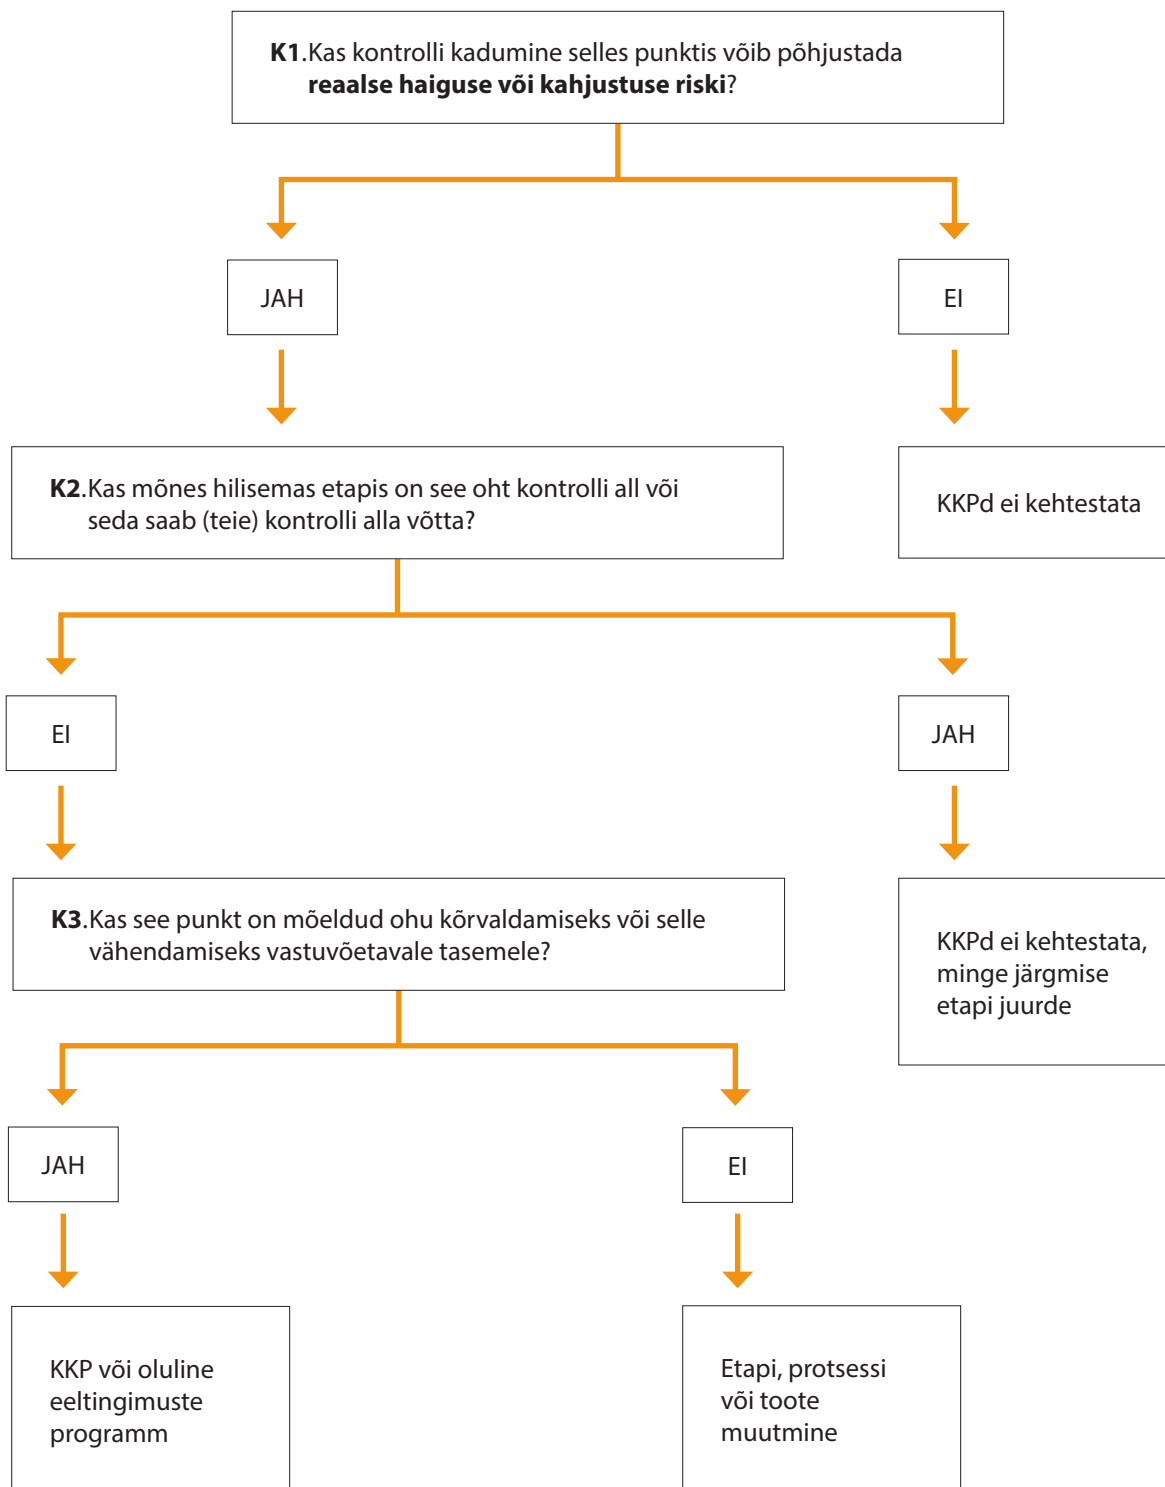 K1.Kas kontrolli kadumine selles punktis võib põhjustada
reaalse haiguse või kahjustuse riski?
JAH
EI
K2.Kas mõnes hilisemas etapis on see oht kontrolli all või
seda saab (teie) kontrolli alla võtta?
KKPd ei kehtestata
EI
JAH
K3.Kas see punkt on mõeldud ohu kõrvaldamiseks või selle
vähendamiseks vastuvõetavale tasemele?
KKPd ei kehtestata,
minge järgmise
etapi juurde
JAH
EI
KKP või oluline
eeltingimuste
programm
Etapi, protsessi
või toote
muutmine